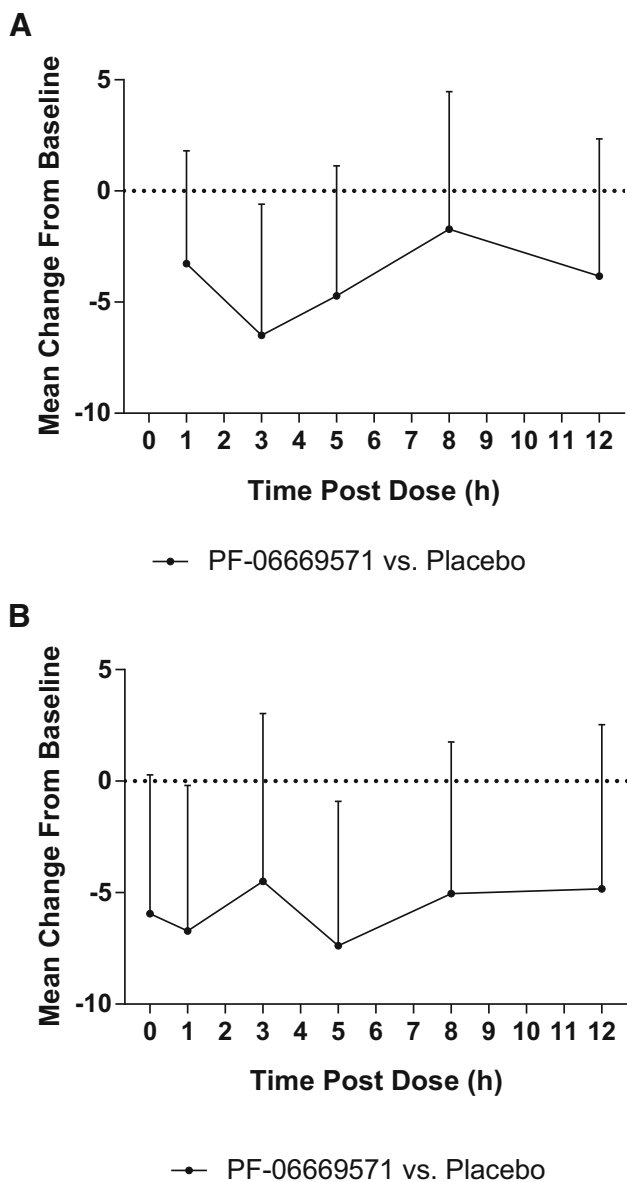 A
Mean Change From Baseline
5
0
-5
-10
0 1 2 3 4 5 6 7 8 9 10 11 12
Time Post Dose (h)
PF-06669571 vs. Placebo
B
Mean Change From Baseline
5
0
-5
-10
0 1 2 3 4 5 6 7 8 9 10 11 12
Time Post Dose (h)
PF-06669571 vs. Placebo